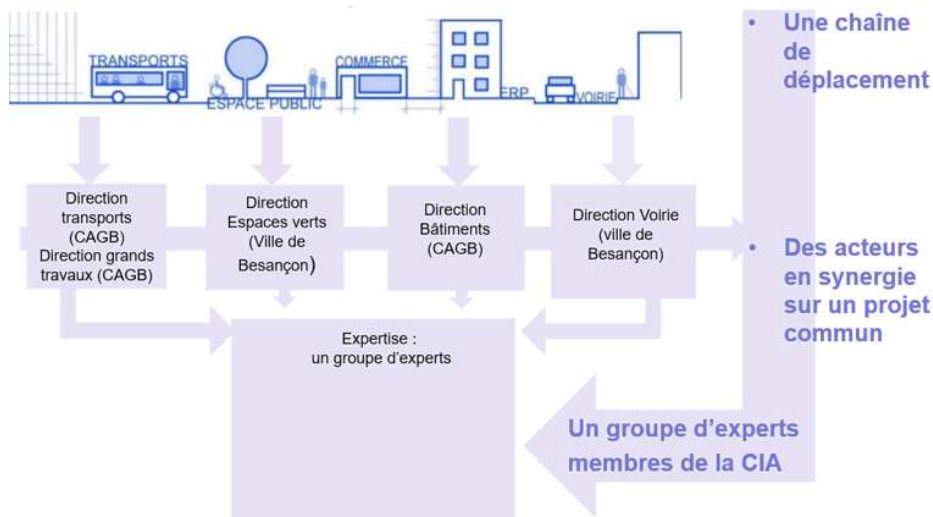 TRANSPORTS
ESPACE PUBLIC
COMMERCE
ERP
VOIRIE
• Une chaîne
de
déplacement
Direction
transports
(CAGB)
Direction grands
travaux (CAGB)
Direction
Espaces verts
(Ville de
Besançon)
Direction
Bâtiments
(CAGB)
Direction Voirie
(ville de
Besançon)
• Des acteurs
en synergie
sur un projet
commun
Expertise :
un groupe d'experts
Un groupe d'experts
membres de la CIA